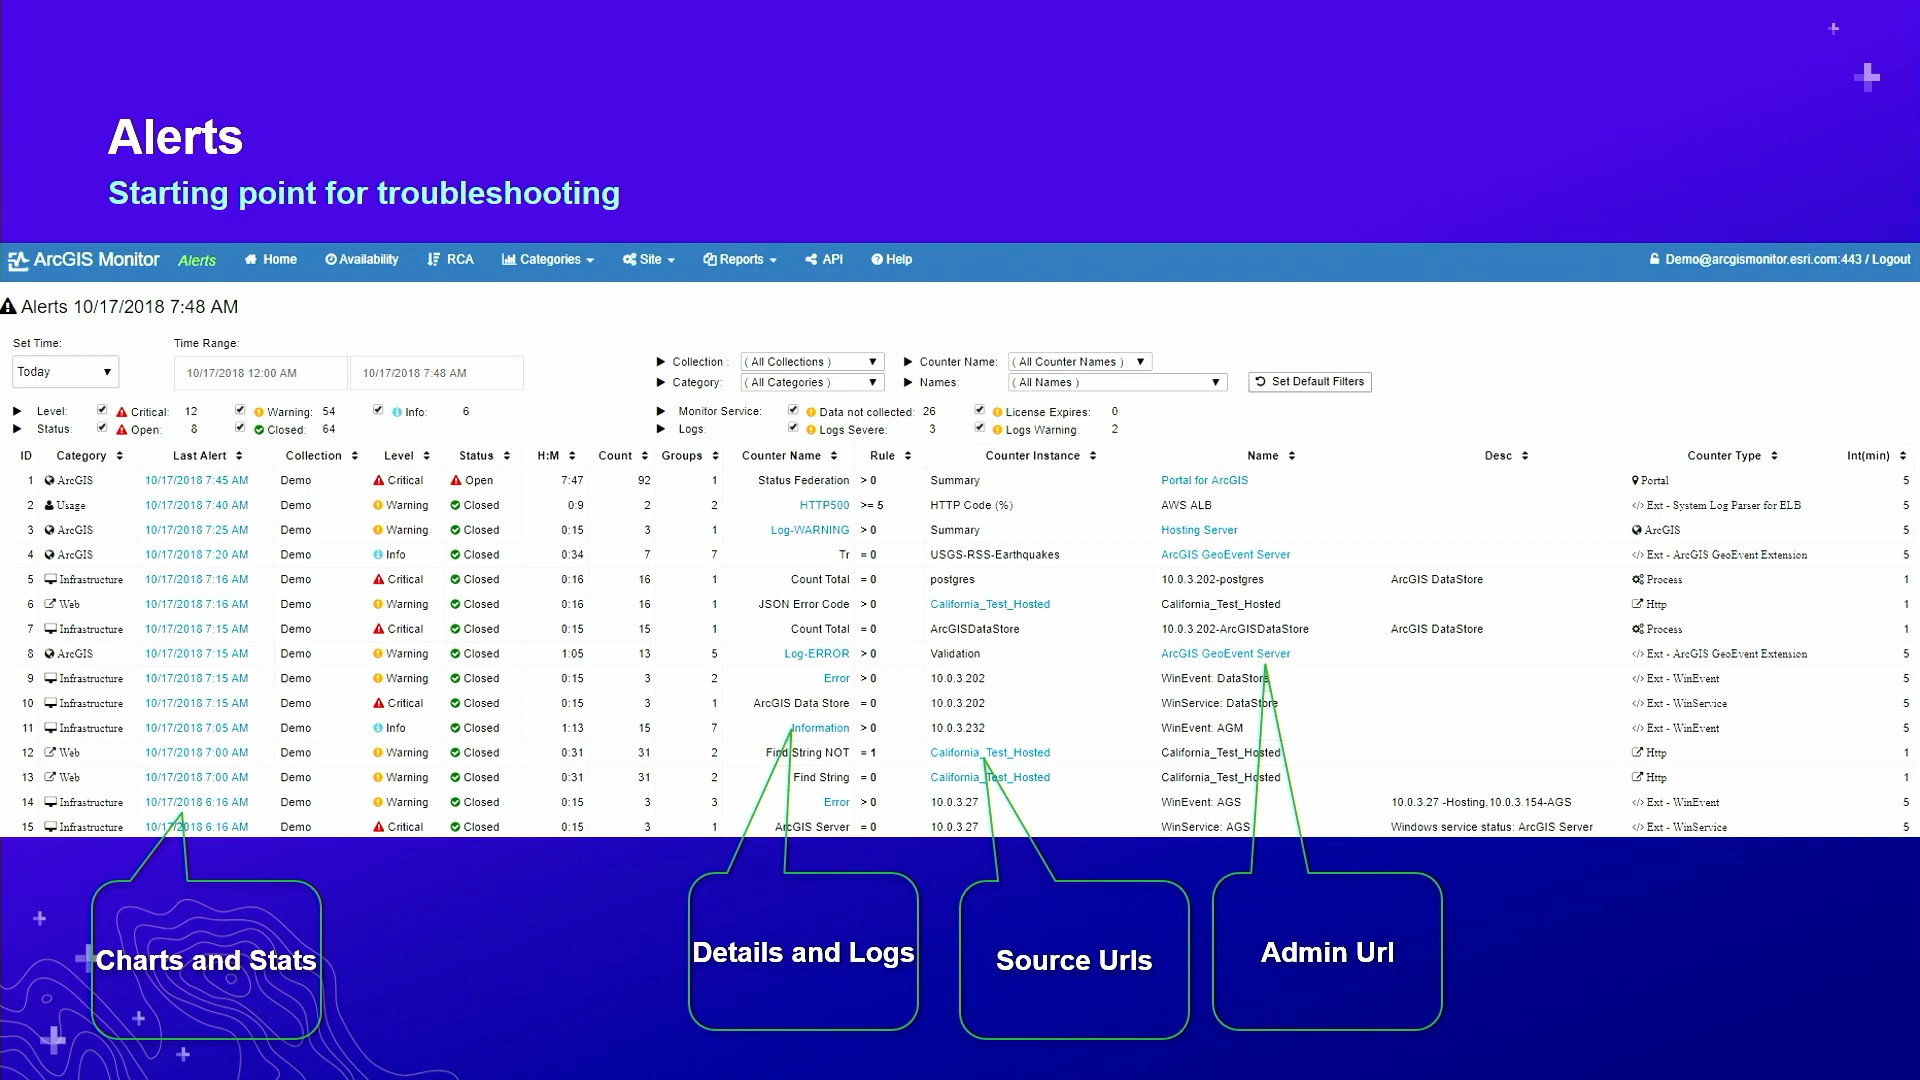 Alerts
Starting point for troubleshooting
ArcGIS Monitor Alerts Home Availability RCA Categories Site Reports API Help Demo@arcgismonitor.esri.com:443 / Logout
Alerts 10/17/2018 7:48 AM
Set Time: Time Range:
Collection : ( All Collections ) Counter Name: ( All Counter Names )
Today 10/17/2018 12:00 AM 10/17/2018 7:48 AM
Category: ( All Categories ) Names: ( All Names ) Set Default Filters
Level: Critical: 12 Warning: 54 Info: 6 Monitor Service: Data not collected: 26 License Expires: 0
Status: Open: 8 Closed: 64 Logs: Logs Severe: 3 Logs Warning: 2
ID Category Last Alert Collection Level Status H:M Count Groups Counter Name Rule Counter Instance Name Desc Counter Type Int(min)
1 ArcGIS 10/17/2018 7:45 AM Demo Critical Open 7:47 92 1 Status Federation > 0 Summary Portal for ArcGIS Portal 5
2 Usage 10/17/2018 7:40 AM Demo Warning Closed 0:9 2 2 HTTP500 >= 5 HTTP Code (%) AWS ALB </> Ext - System Log Parser for ELB 5
3 ArcGIS 10/17/2018 7:25 AM Demo Warning Closed 0:15 3 1 Log-WARNING > 0 Summary Hosting Server ArcGIS 5
4 ArcGIS 10/17/2018 7:20 AM Demo Info Closed 0:34 7 7 Tr = 0 USGS-RSS-Earthquakes ArcGIS GeoEvent Server </> Ext - ArcGIS GeoEvent Extension 5
5 Infrastructure 10/17/2018 7:16 AM Demo Critical Closed 0:16 16 1 Count Total = 0 postgres 10.0.3.202-postgres ArcGIS DataStore Process 1
6 Web 10/17/2018 7:16 AM Demo Warning Closed 0:16 16 1 JSON Error Code > 0 California_Test_Hosted California_Test_Hosted Http 1
7 Infrastructure 10/17/2018 7:15 AM Demo Critical Closed 0:15 15 1 Count Total = 0 ArcGISDataStore 10.0.3.202-ArcGISDataStore ArcGIS DataStore Process 1
8 ArcGIS 10/17/2018 7:15 AM Demo Warning Closed 1:05 13 5 Log-ERROR > 0 Validation ArcGIS GeoEvent Server </> Ext - ArcGIS GeoEvent Extension 5
9 Infrastructure 10/17/2018 7:15 AM Demo Warning Closed 0:15 3 2 Error > 0 10.0.3.202 WinEvent: DataStore </> Ext - WinEvent 5
10 Infrastructure 10/17/2018 7:15 AM Demo Critical Closed 0:15 3 1 ArcGIS Data Store = 0 10.0.3.202 WinService: DataStore </> Ext - WinService 5
11 Infrastructure 10/17/2018 7:05 AM Demo Info Closed 1:13 15 7 Information > 0 10.0.3.232 WinEvent: AGM </> Ext - WinEvent 5
12 Web 10/17/2018 7:00 AM Demo Warning Closed 0:31 31 2 Find String NOT = 1 California_Test_Hosted California_Test_Hosted Http 1
13 Web 10/17/2018 7:00 AM Demo Warning Closed 0:31 31 2 Find String = 0 California_Test_Hosted California_Test_Hosted Http 1
14 Infrastructure 10/17/2018 6:16 AM Demo Warning Closed 0:15 3 3 Error > 0 10.0.3.27 WinEvent: AGS 10.0.3.27 -Hosting,10.0.3.154-AGS </> Ext - WinEvent 5
15 Infrastructure 10/17/2018 6:16 AM Demo Critical Closed 0:15 3 1 ArcGIS Server = 0 10.0.3.27 WinService: AGS Windows service status: ArcGIS Server </> Ext - WinService 5
Charts and Stats Details and Logs Source Urls Admin Url